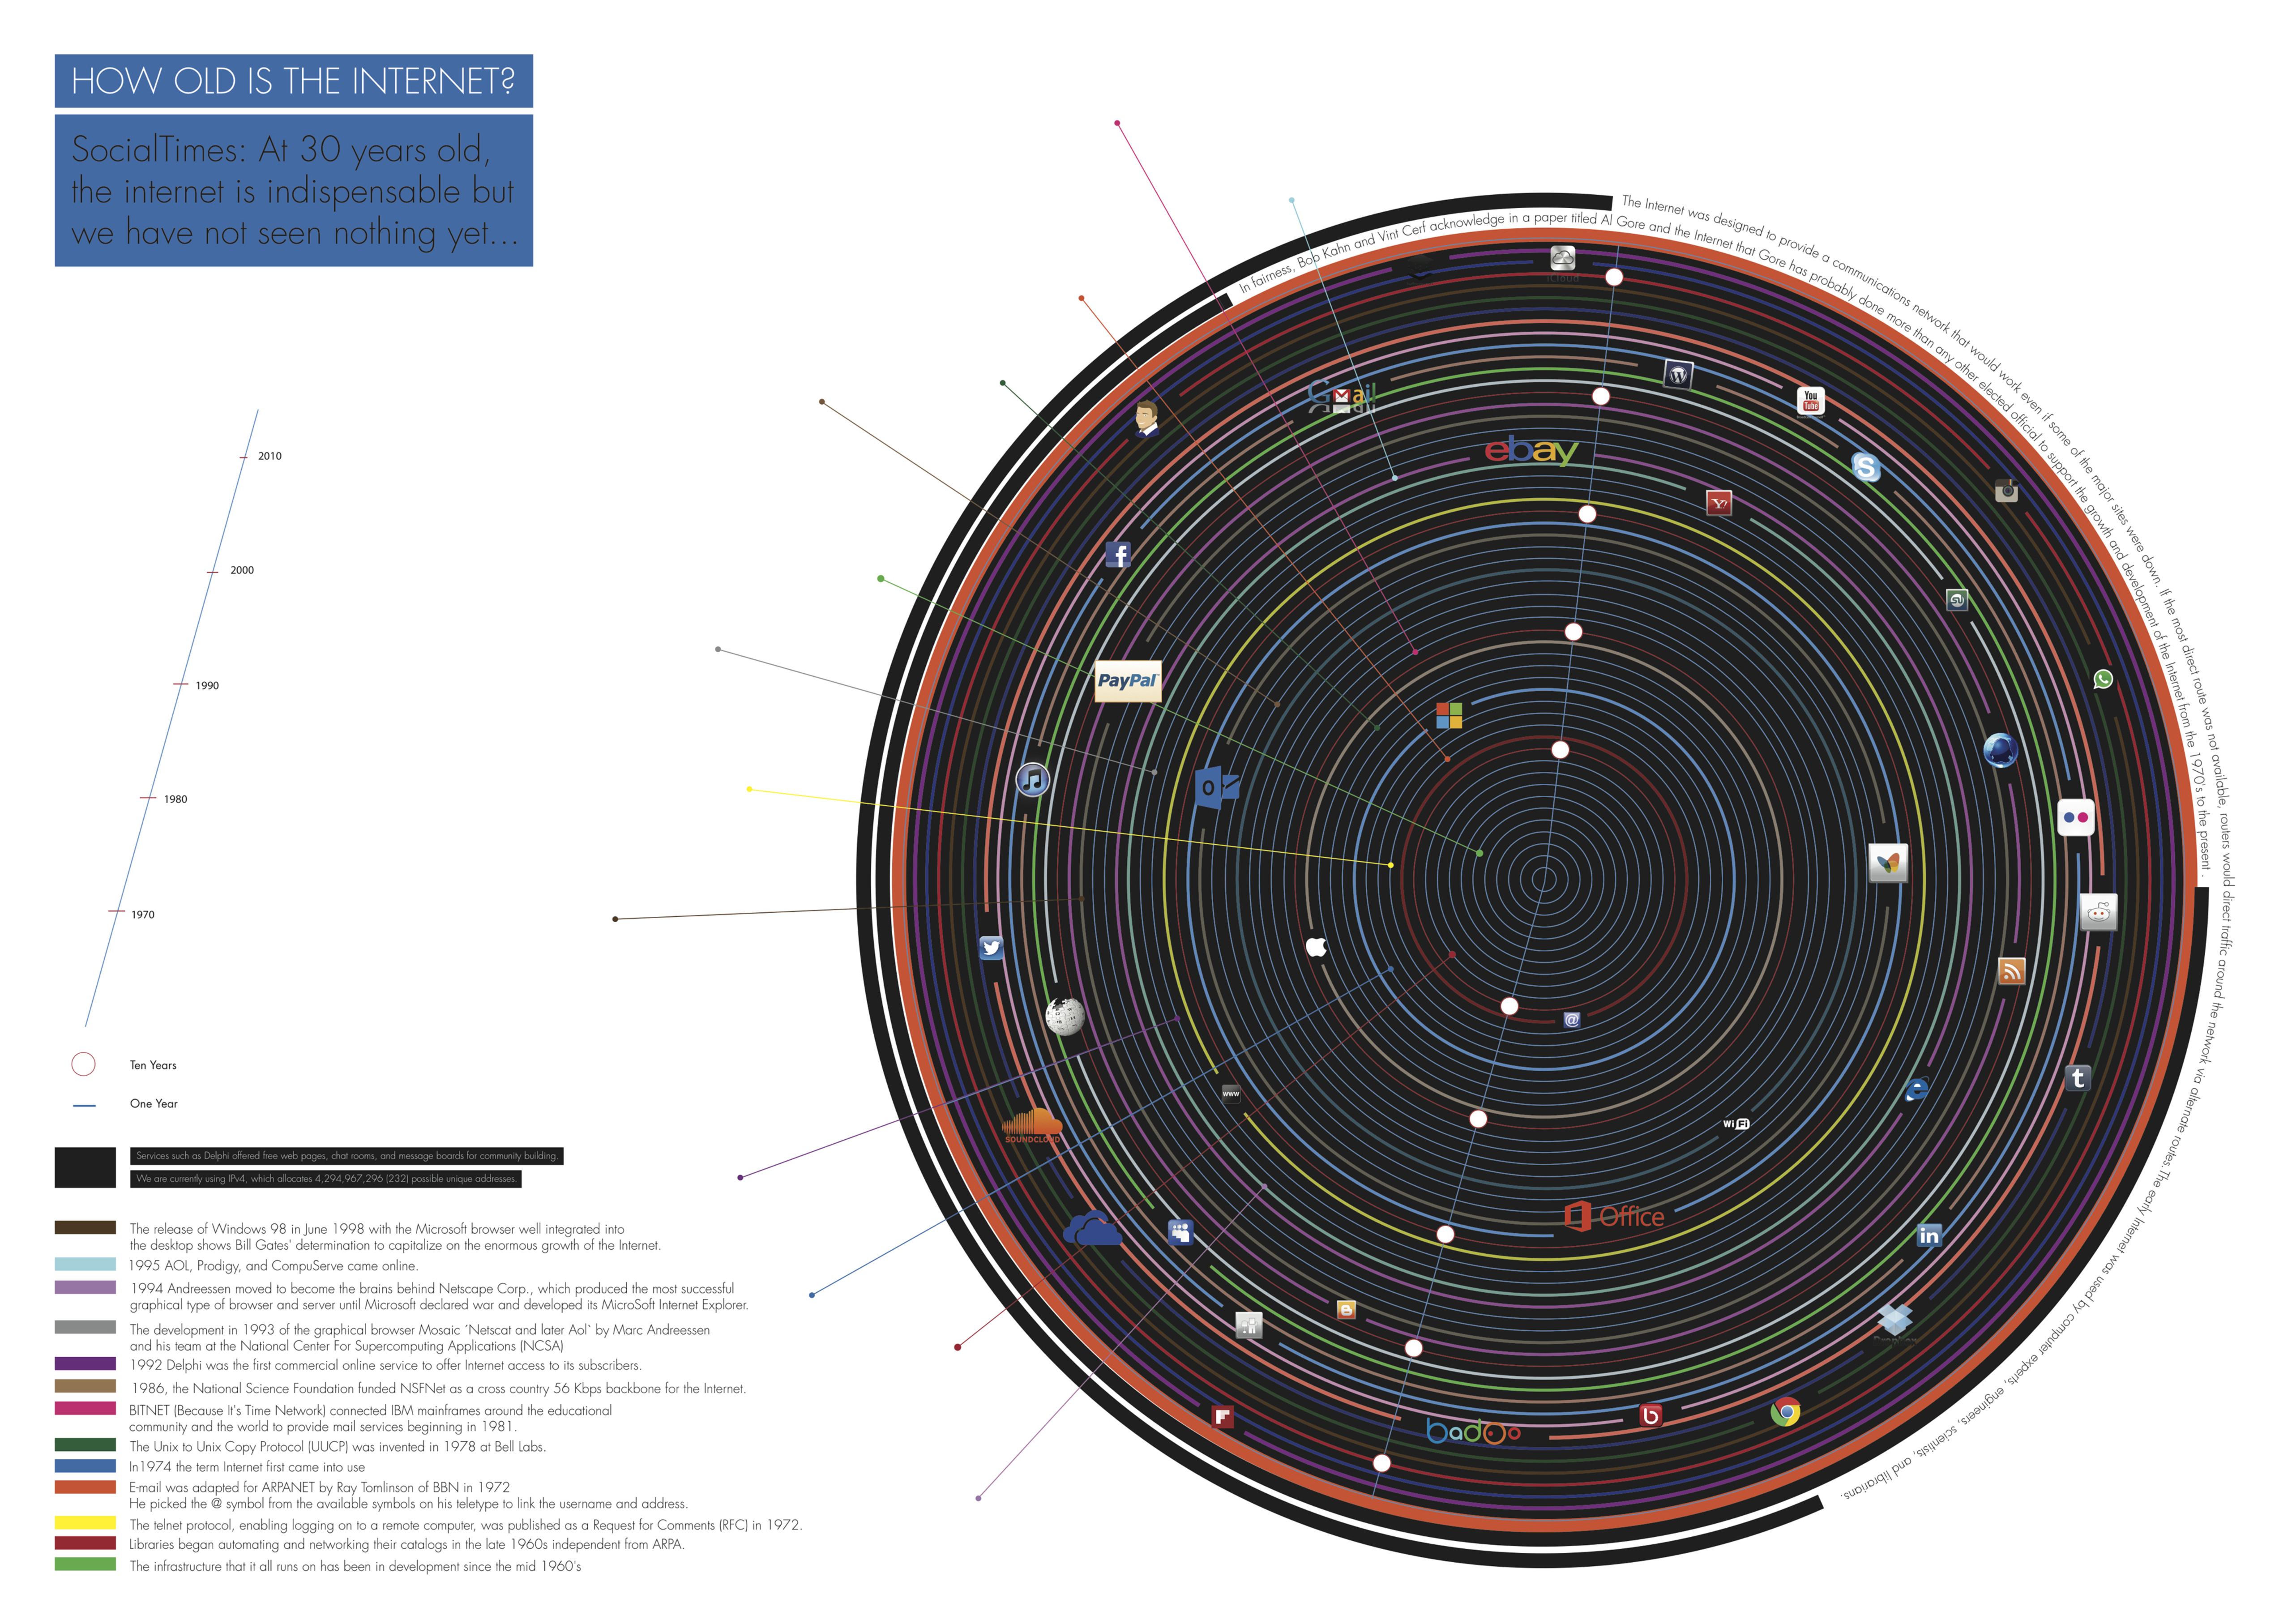 HOW OLD IS THE INTERNET?
SocialTimes: At 30 years old,
the internet is indispensable but
we have not seen nothing yet...
The Internet was designed to provide a communications network that would work even if some of the major sites were down. If the most direct route was not available, routers would direct traffic around the network via alternate routes. The early Internet was used by computer experts, engineers, scientists, and librarians.
In fairness, Bob Kahn and Vint Cerf acknowledge in a paper titled Al Gore and the Internet that Gore has probably done more than any other elected official to support the growth and development of the Internet from the 1970's to the present .
2010
2000
1990
1980
1970
Ten Years
One Year
iCloud
Gmail
You
Tube
ebay
S
Y!
f
PayPal
O
@
www
WiFi
e
Office
SOUNDCLOUD
t
in
B
F
badoo
b
Dropbox
Services such as Delphi offered free web pages, chat rooms, and message boards for community building.
We are currently using IPv4, which allocates 4,294,967,296 (232) possible unique addresses.
The release of Windows 98 in June 1998 with the Microsoft browser well integrated into
the desktop shows Bill Gates' determination to capitalize on the enormous growth of the Internet.
1995 AOL, Prodigy, and CompuServe came online.
1994 Andreessen moved to become the brains behind Netscape Corp., which produced the most successful
graphical type of browser and server until Microsoft declared war and developed its MicroSoft Internet Explorer.
The development in 1993 of the graphical browser Mosaic ´Netscat and later Aol` by Marc Andreessen
and his team at the National Center For Supercomputing Applications (NCSA)
1992 Delphi was the first commercial online service to offer Internet access to its subscribers.
1986, the National Science Foundation funded NSFNet as a cross country 56 Kbps backbone for the Internet.
BITNET (Because It's Time Network) connected IBM mainframes around the educational
community and the world to provide mail services beginning in 1981.
The Unix to Unix Copy Protocol (UUCP) was invented in 1978 at Bell Labs.
In1974 the term Internet first came into use
E-mail was adapted for ARPANET by Ray Tomlinson of BBN in 1972
He picked the @ symbol from the available symbols on his teletype to link the username and address.
The telnet protocol, enabling logging on to a remote computer, was published as a Request for Comments (RFC) in 1972.
Libraries began automating and networking their catalogs in the late 1960s independent from ARPA.
The infrastructure that it all runs on has been in development since the mid 1960's